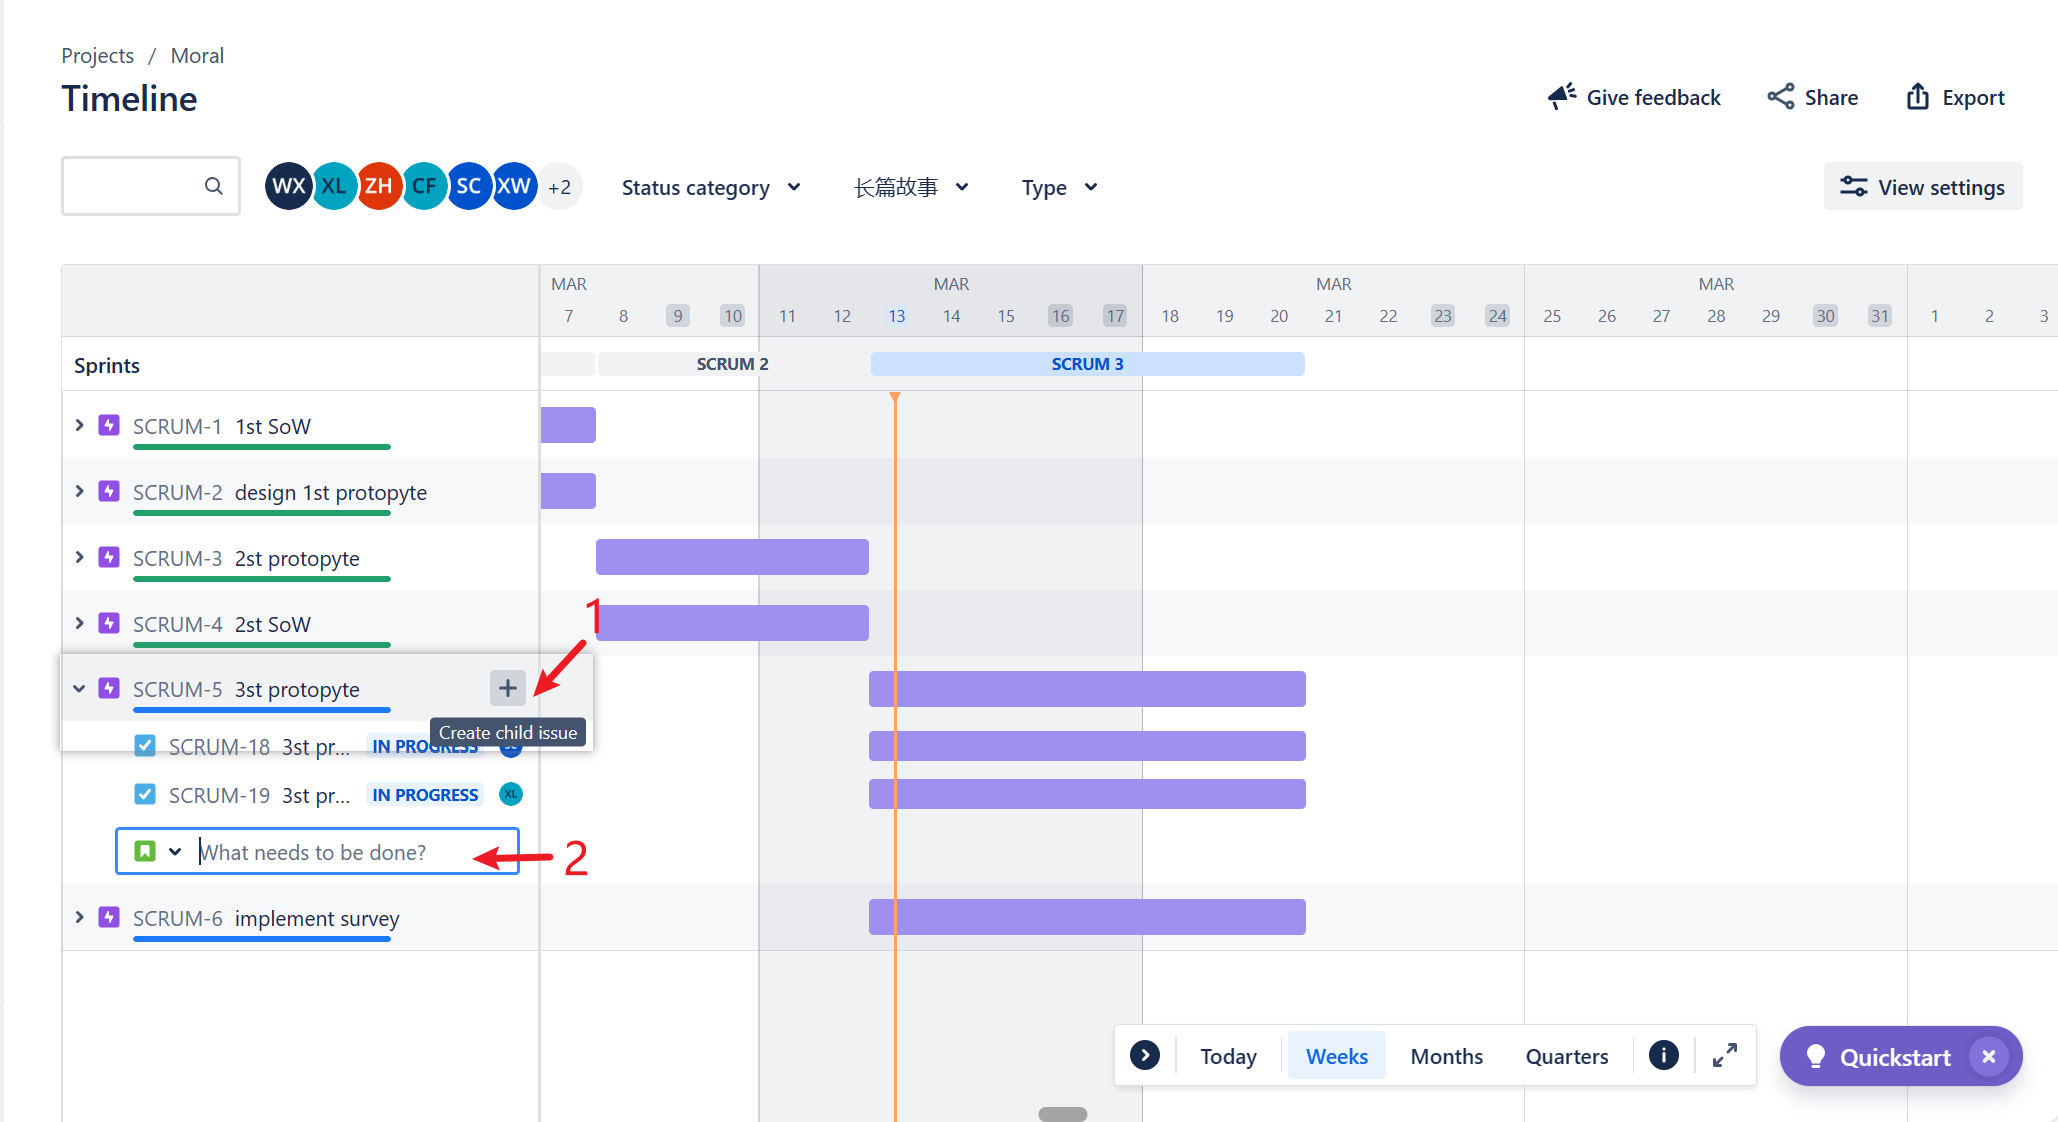 Projects / Moral
Timeline
Give feedback
Share
Export
WX XL ZH CF SC XW +2
Status category
长篇故事
Type
View settings
MAR MAR MAR MAR
7 8 9 10 11 12 13 14 15 16 17 18 19 20 21 22 23 24 25 26 27 28 29 30 31 1 2 3
Sprints
SCRUM 2
SCRUM 3
SCRUM-1 1st SoW
SCRUM-2 design 1st protopyte
SCRUM-3 2st protopyte
1
SCRUM-4 2st SoW
SCRUM-5 3st protopyte
Create child issue
SCRUM-18 3st pr... IN PROGRESS
SCRUM-19 3st pr... IN PROGRESS XL
What needs to be done?
2
SCRUM-6 implement survey
Today
Weeks
Months
Quarters
Quickstart